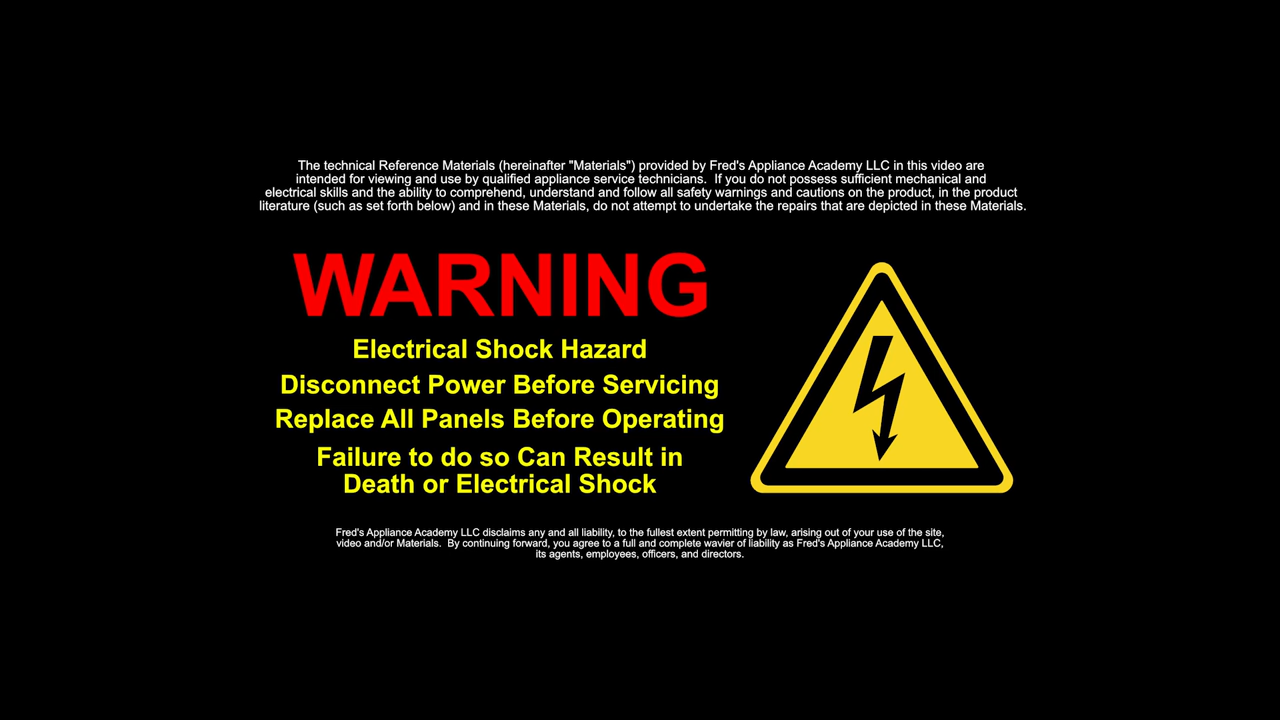 The technical Reference Materials (hereinafter "Materials") provided by Fred's Appliance Academy LLC in this video are
intended for viewing and use by qualified appliance service technicians.  If you do not possess sufficient mechanical and
electrical skills and the ability to comprehend, understand and follow all safety warnings and cautions on the product, in the product
literature (such as set forth below) and in these Materials, do not attempt to undertake the repairs that are depicted in these Materials.
WARNING
Electrical Shock Hazard
Disconnect Power Before Servicing
Replace All Panels Before Operating
Failure to do so Can Result in
Death or Electrical Shock
Fred's Appliance Academy LLC disclaims any and all liability, to the fullest extent permitting by law, arising out of your use of the site,
video and/or Materials.  By continuing forward, you agree to a full and complete wavier of liability as Fred's Appliance Academy LLC,
its agents, employees, officers, and directors.